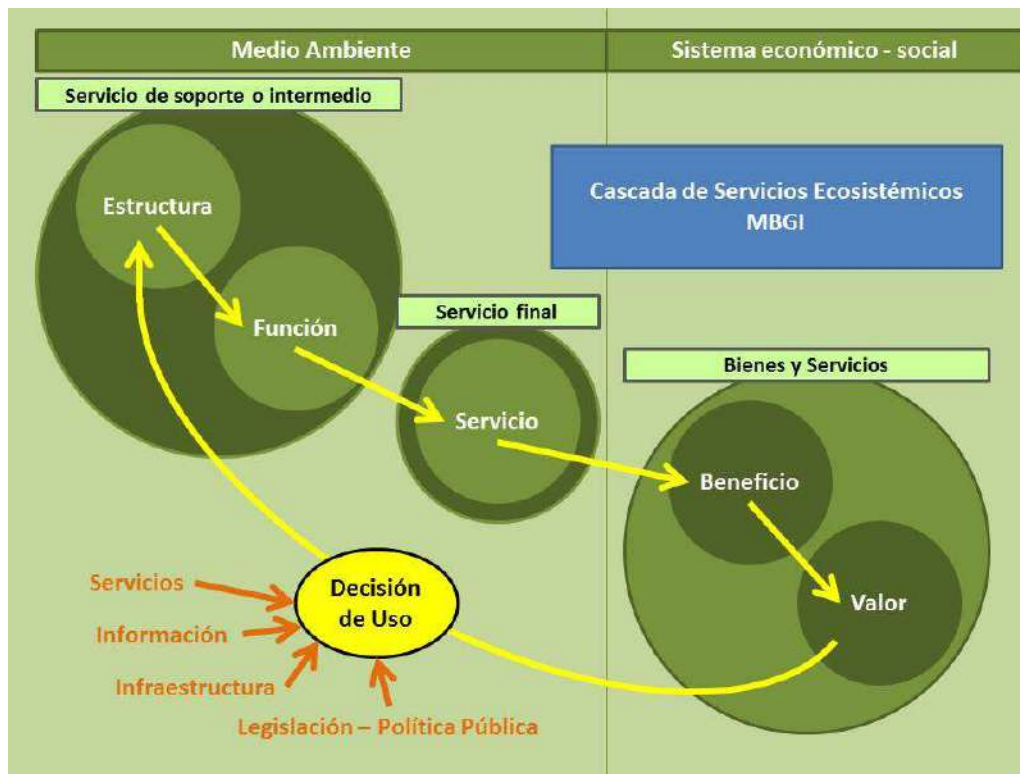 Medio Ambiente
Sistema económico - social
Servicio de soporte o intermedio
Cascada de Servicios Ecosistémicos
MBGI
Estructura
Función
Servicio final
Servicio
Bienes y Servicios
Beneficio
Valor
Decisión
de Uso
Servicios
Información
Infraestructura
Legislación – Política Pública